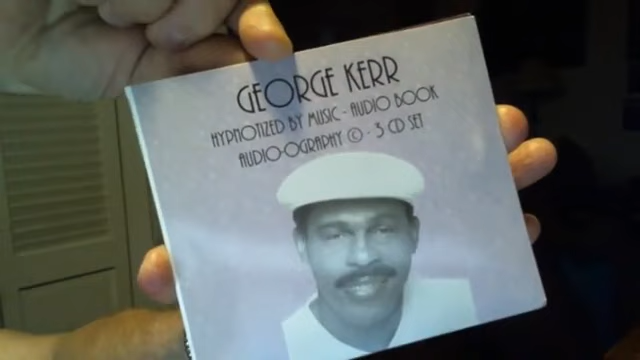 GEORGE KERR
HYPNOTIZED BY MUSIC - AUDIO BOOK
AUDIO-OGRAPHY © - 3 CD SET